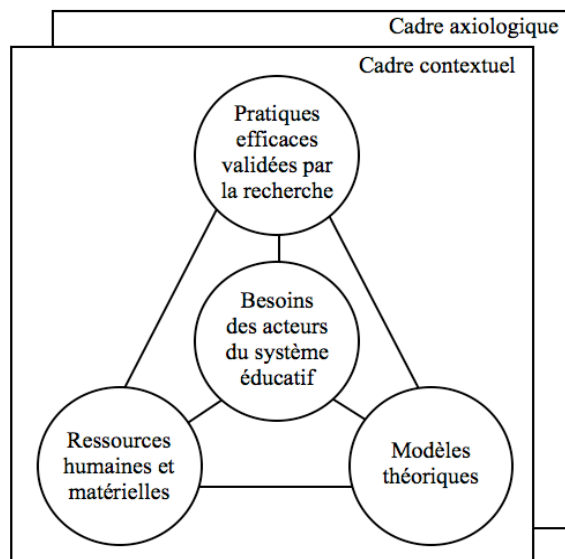 Cadre axiologique
Cadre contextuel
Pratiques
efficaces
validées par
la recherche
Besoins
des acteurs
du système
éducatif
Ressources
humaines et
matérielles
Modèles
théoriques